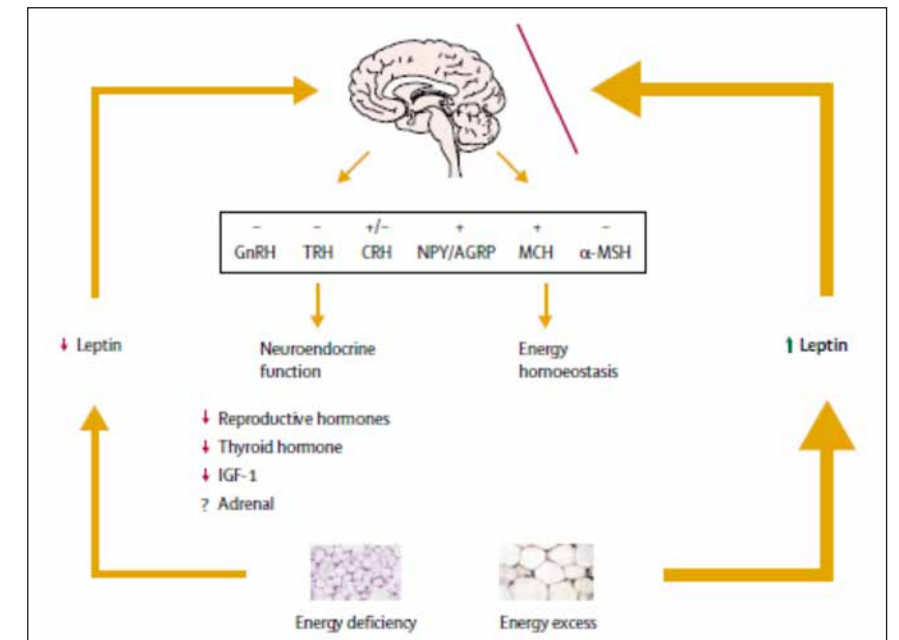 − − +/− + + −
GnRH TRH CRH NPY/AGRP MCH α-MSH
↓ Leptin
Neuroendocrine
function
Energy
homoeostasis
↑ Leptin
↓ Reproductive hormones
↓ Thyroid hormone
↓ IGF-1
? Adrenal
Energy deficiency
Energy excess